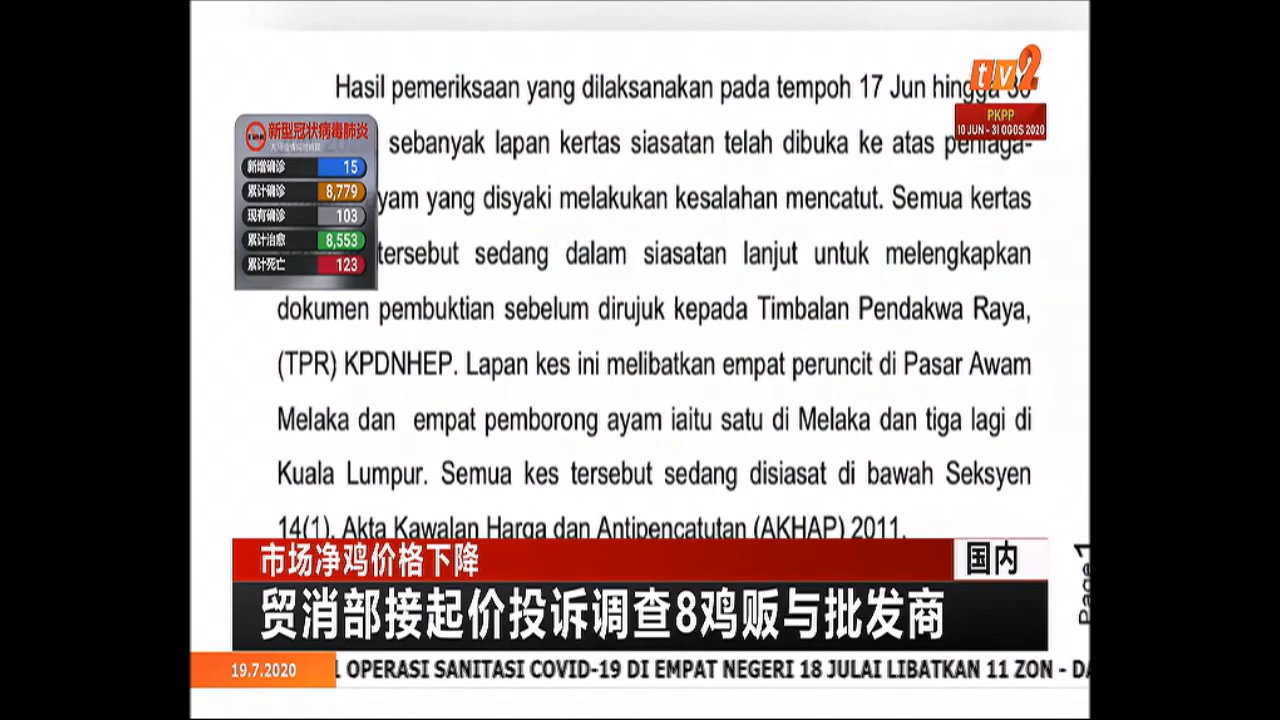 Hasil pemeriksaan yang dilaksanakan pada tempoh 17 Jun hingga 30
tv2
PKPP
10 JUN - 31 OGOS 2020
新型冠状病毒肺炎
新增确诊 15
累计确诊 8,779
现有确诊 103
累计治愈 8,553
累计死亡 123
sebanyak lapan kertas siasatan telah dibuka ke atas peniaga-
yam yang disyaki melakukan kesalahan mencatut. Semua kertas
tersebut sedang dalam siasatan lanjut untuk melengkapkan
dokumen pembuktian sebelum dirujuk kepada Timbalan Pendakwa Raya,
(TPR) KPDNHEP. Lapan kes ini melibatkan empat peruncit di Pasar Awam
Melaka dan empat pemborong ayam iaitu satu di Melaka dan tiga lagi di
Kuala Lumpur. Semua kes tersebut sedang disiasat di bawah Seksyen
14(1), Akta Kawalan Harga dan Antipencatutan (AKHAP) 2011.
市场净鸡价格下降
国内
贸消部接起价投诉调查8鸡贩与批发商
Page 1
19.7.2020
OPERASI SANITASI COVID-19 DI EMPAT NEGERI 18 JULAI LIBATKAN 11 ZON - DA